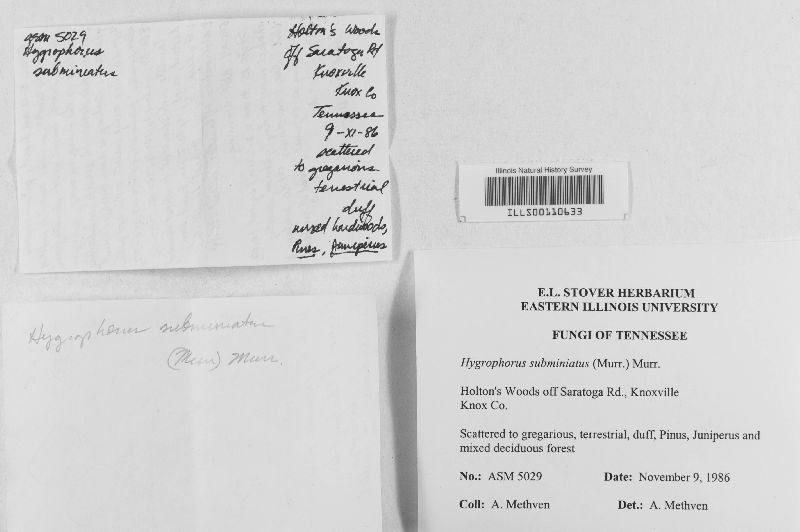 asm 5029
Hygrophorus
subminiatus
Holton's Woods
off Saratoga Rd
Knoxville
Knox Co
Tennessee
9-XI-86
scattered
to gregarious
terrestrial
duff
mixed hardwoods,
Pinus, Juniperus
Illinois Natural History Survey
ILLS00110633
Hygrophorus subminiatus
(Murr.) Murr.
E.L. STOVER HERBARIUM
EASTERN ILLINOIS UNIVERSITY
FUNGI OF TENNESSEE
Hygrophorus subminiatus (Murr.) Murr.
Holton's Woods off Saratoga Rd., Knoxville
Knox Co.
Scattered to gregarious, terrestrial, duff, Pinus, Juniperus and
mixed deciduous forest
No.: ASM 5029 Date: November 9, 1986
Coll: A. Methven Det.: A. Methven